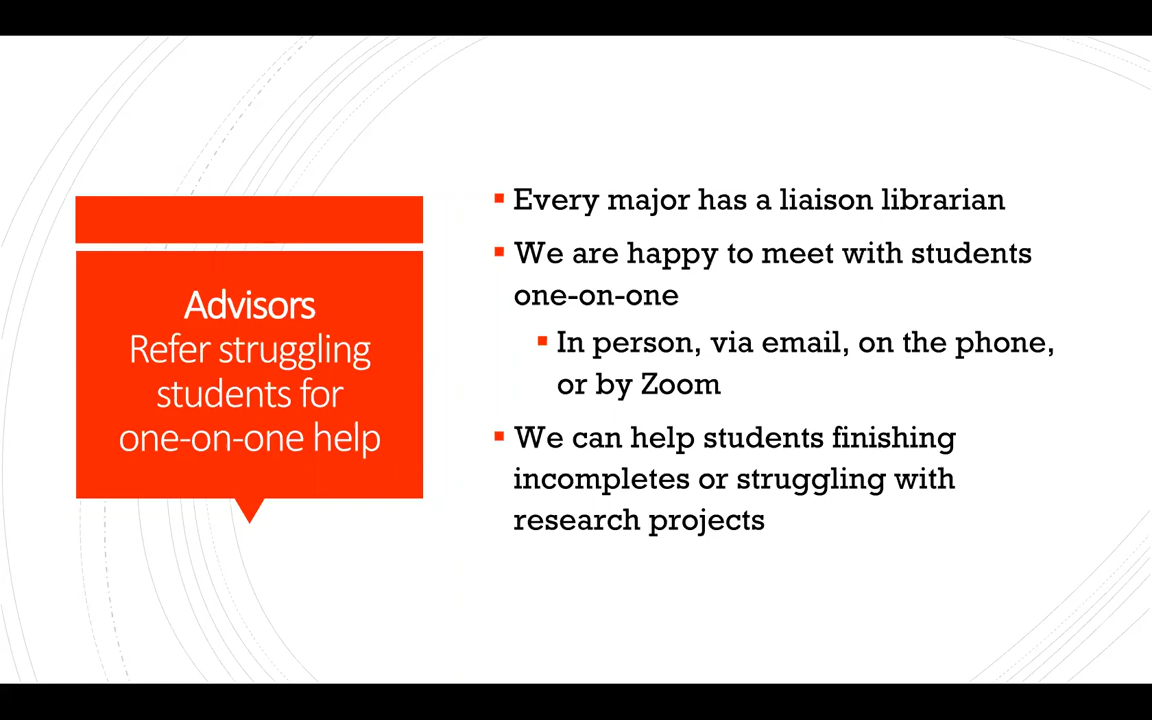 Advisors
Refer struggling
students for
one-on-one help
Every major has a liaison librarian
We are happy to meet with students
one-on-one
In person, via email, on the phone,
or by Zoom
We can help students finishing
incompletes or struggling with
research projects